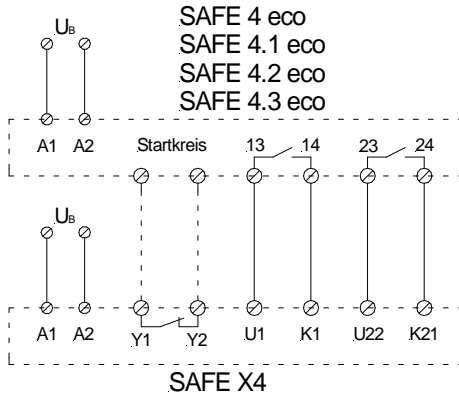 SAFE 4 eco
SAFE 4.1 eco
SAFE 4.2 eco
SAFE 4.3 eco
UB
A1 A2 Startkreis 13 14 23 24
UB
A1 A2 Y1 Y2 U1 K1 U22 K21
SAFE X4